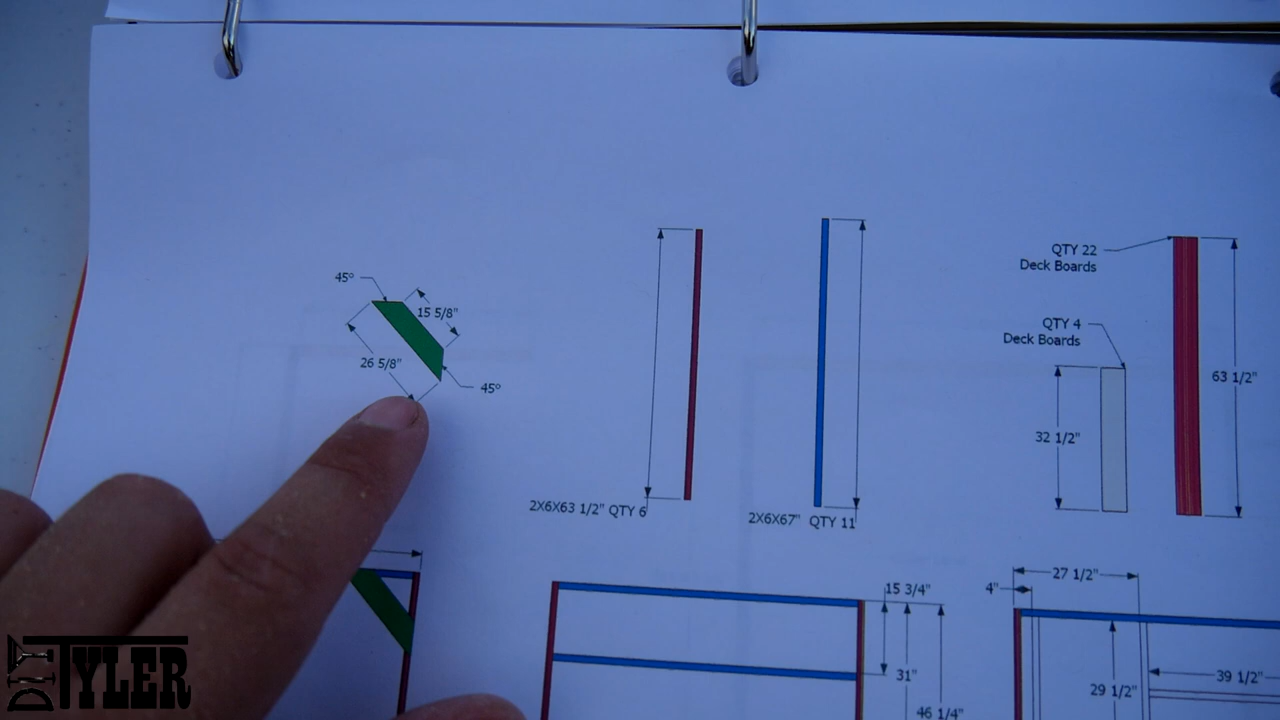 45°
15 5/8"
26 5/8"
45°
2X6X63 1/2" QTY 6
2X6X67" QTY 11
QTY 22
Deck Boards
QTY 4
Deck Boards
63 1/2"
32 1/2"
15 3/4"
31"
46 1/4"
27 1/2"
4"
29 1/2"
39 1/2"
DIY TYLER